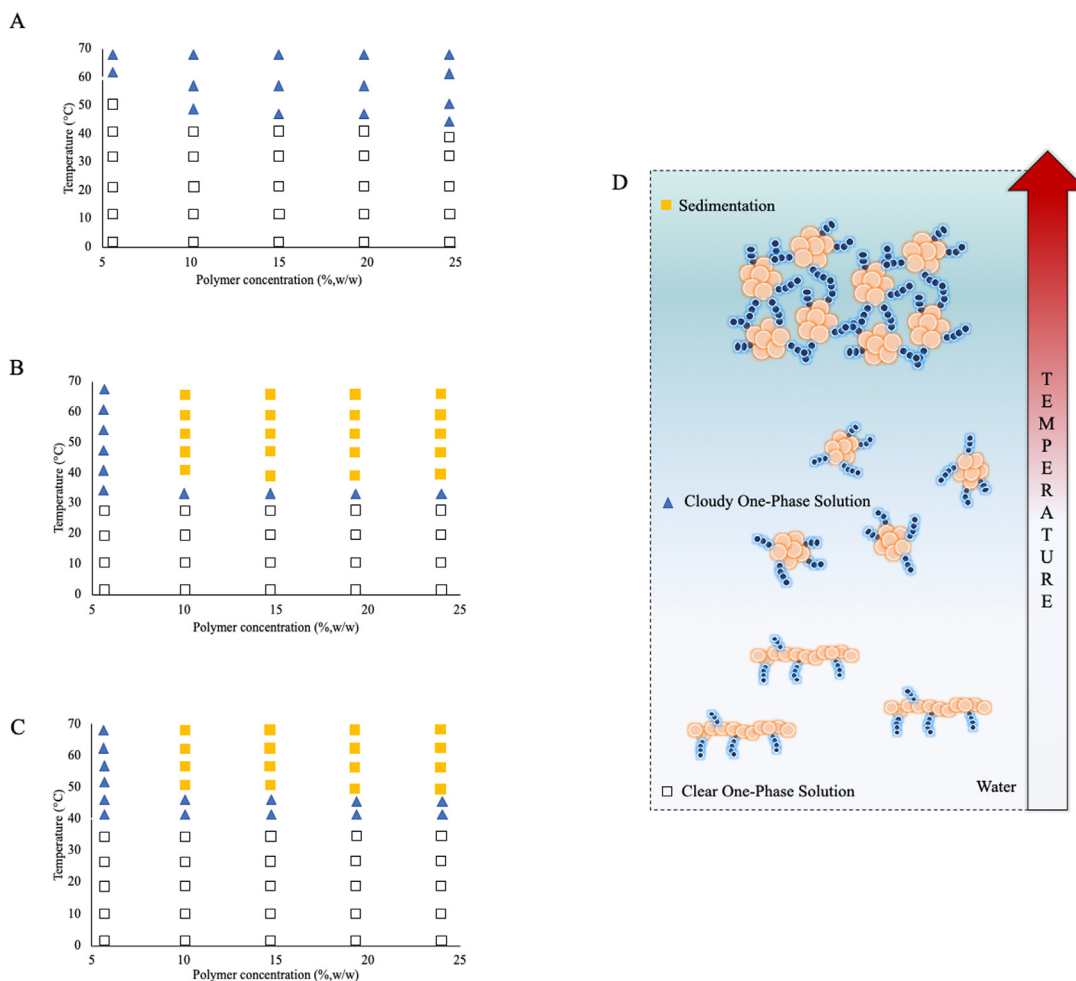 A
70
60
50
40
30
20
10
0
Temperature (°C)
5
10
15
20
25
Polymer concentration (%,w/w)
B
70
60
50
40
30
20
10
0
Temperature (°C)
5
10
15
20
25
Polymer concentration (%,w/w)
C
70
60
50
40
30
20
10
0
Temperature (°C)
5
10
15
20
25
Polymer concentration (%,w/w)
D
Sedimentation
Cloudy One-Phase Solution
Clear One-Phase Solution
Water
TEMPERATURE